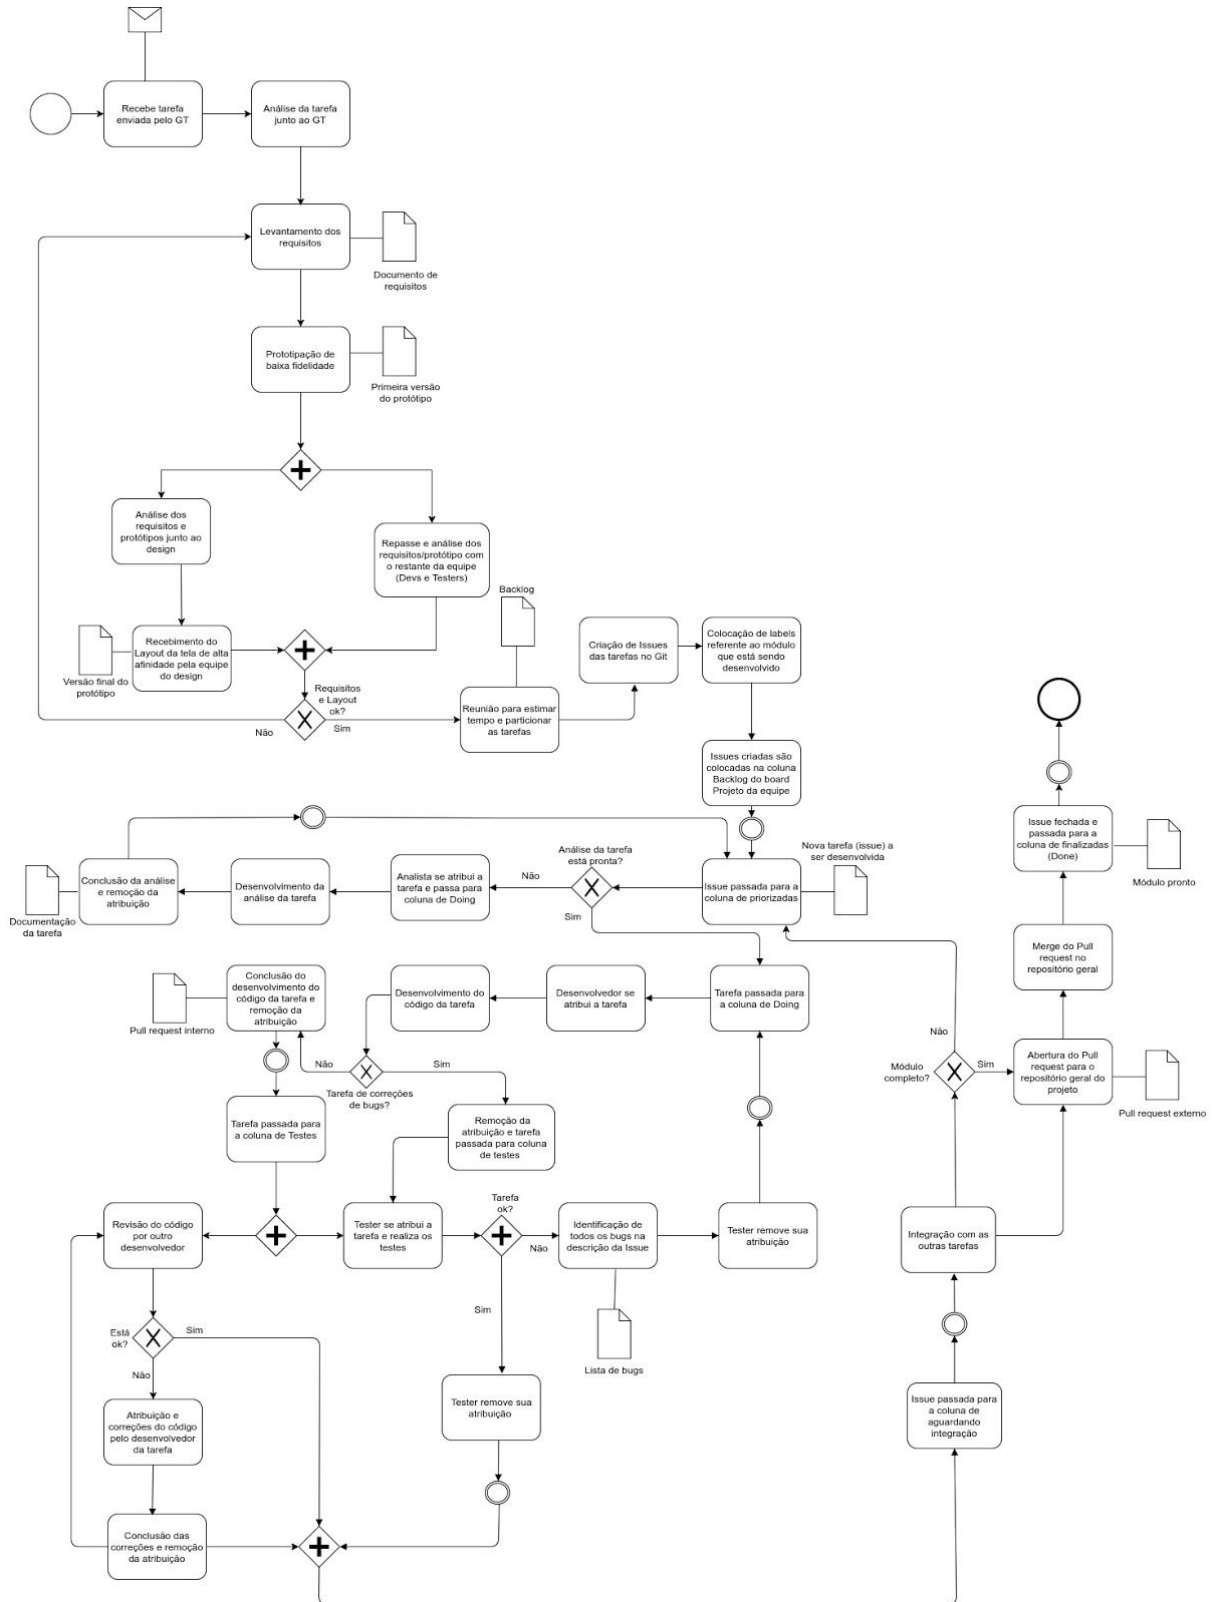 Recebe tarefa
enviada pelo GT
Análise da tarefa
junto ao GT
Levantamento dos
requisitos
Documento de
requisitos
Prototipação de
baixa fidelidade
Primeira versão
do protótipo
Análise dos
requisitos e
protótipos junto ao
design
Repasse e análise dos
requisitos/protótipo com
o restante da equipe
(Devs e Testers)
Backlog
Recebimento do
Layout da tela de alta
afinidade pela equipe
do design
Versão final do
protótipo
Requisitos
e Layout
ok?
Não
Sim
Reunião para estimar
tempo e particionar
as tarefas
Criação de Issues
das tarefas no Git
Colocação de labels
referente ao módulo
que está sendo
desenvolvido
Issues criadas são
colocadas na coluna
Backlog do board
Projeto da equipe
Issue fechada e
passada para a
coluna de finalizadas
(Done)
Módulo pronto
Análise da tarefa
está pronta?
Nova tarefa (issue) a
ser desenvolvida
Conclusão da análise
e remoção da
atribuição
Documentação
da tarefa
Desenvolvimento da
análise da tarefa
Analista se atribui a
tarefa e passa para
coluna de Doing
Não
Sim
Issue passada para a
coluna de priorizadas
Merge do Pull
request no
repositório geral
Conclusão do
desenvolvimento do
código da tarefa e
remoção da
atribuição
Pull request interno
Desenvolvimento do
código da tarefa
Desenvolvedor se
atribui a tarefa
Tarefa passada para
a coluna de Doing
Não
Sim
Tarefa de correções
de bugs?
Não
Módulo
completo?
Sim
Abertura do Pull
request para o
repositório geral do
projeto
Pull request externo
Tarefa passada para
a coluna de Testes
Remoção da
atribuição e tarefa
passada para coluna
de testes
Revisão do código
por outro
desenvolvedor
Tester se atribui a
tarefa e realiza os
testes
Tarefa
ok?
Não
Sim
Identificação de
todos os bugs na
descrição da Issue
Tester remove sua
atribuição
Integração com as
outras tarefas
Lista de bugs
Está
ok?
Sim
Não
Tester remove sua
atribuição
Issue passada para
a coluna de
aguardando
integração
Atribuição e
correções do código
pelo desenvolvedor
da tarefa
Conclusão das
correções e remoção
da atribuição